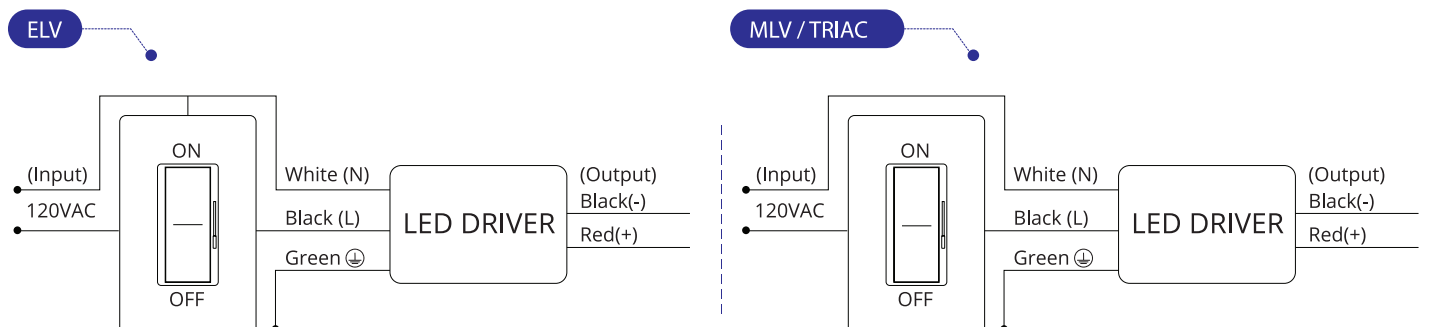 ELV
ON
(Input)
120VAC
OFF
White (N)
Black (L)
Green
LED DRIVER
(Output)
Black(-)
Red(+)
MLV / TRIAC
ON
(Input)
120VAC
OFF
White (N)
Black (L)
Green
LED DRIVER
(Output)
Black(-)
Red(+)